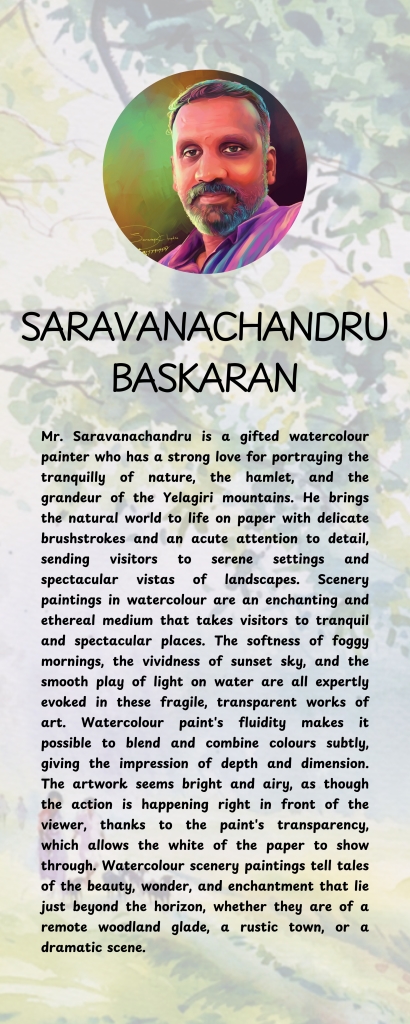 SARAVANACHANDRU
BASKARAN
Mr. Saravanachandru is a gifted watercolour
painter who has a strong love for portraying the
tranquilly of nature, the hamlet, and the
grandeur of the Yelagiri mountains. He brings
the natural world to life on paper with delicate
brushstrokes and an acute attention to detail,
sending visitors to serene settings and
spectacular vistas of landscapes. Scenery
paintings in watercolour are an enchanting and
ethereal medium that takes visitors to tranquil
and spectacular places. The softness of foggy
mornings, the vividness of sunset sky, and the
smooth play of light on water are all expertly
evoked in these fragile, transparent works of
art. Watercolour paint's fluidity makes it
possible to blend and combine colours subtly,
giving the impression of depth and dimension.
The artwork seems bright and airy, as though
the action is happening right in front of the
viewer, thanks to the paint's transparency,
which allows the white of the paper to show
through. Watercolour scenery paintings tell tales
of the beauty, wonder, and enchantment that lie
just beyond the horizon, whether they are of a
remote woodland glade, a rustic town, or a
dramatic scene.